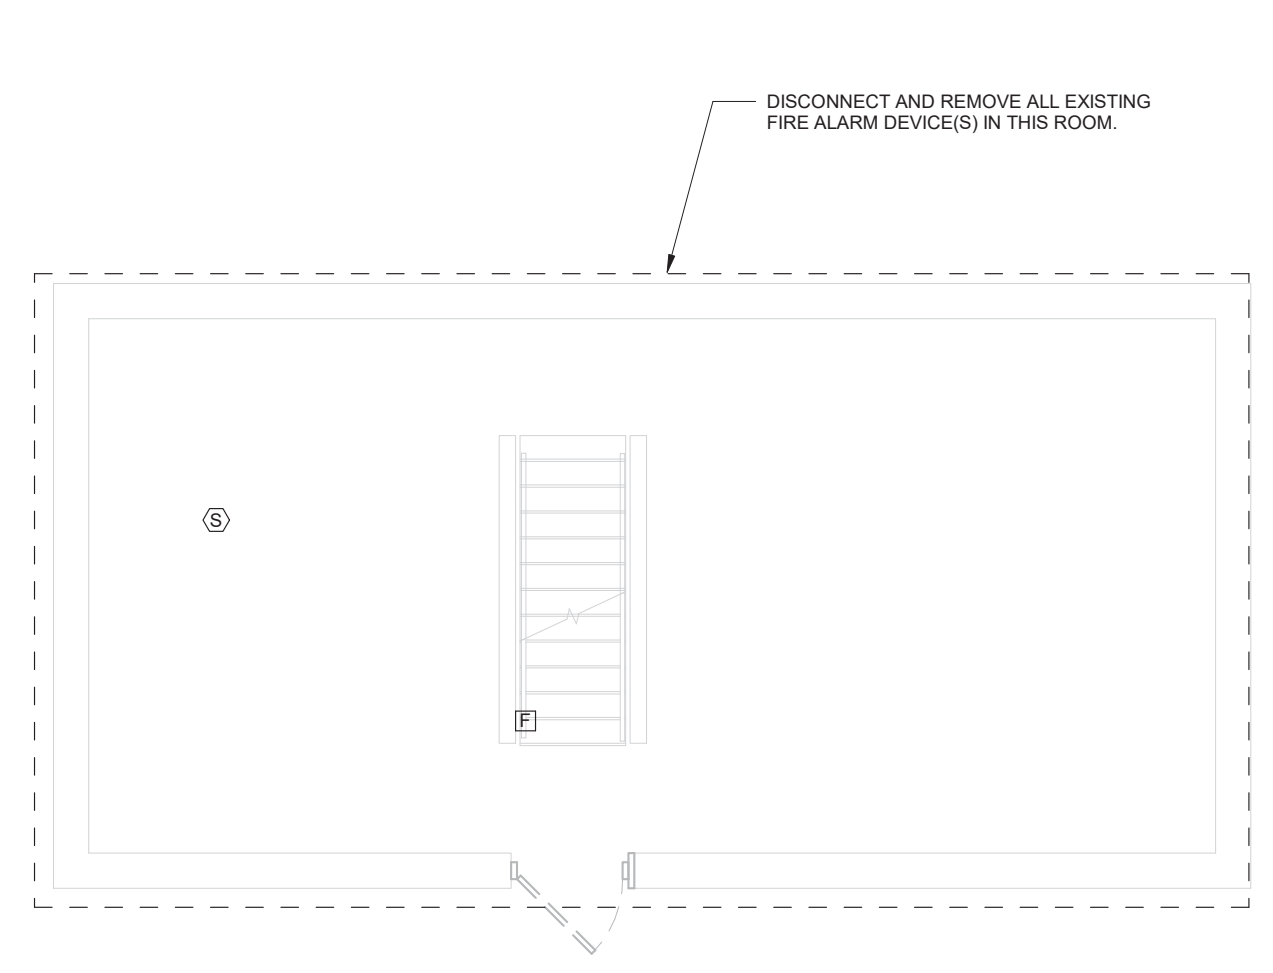 DISCONNECT AND REMOVE ALL EXISTING
FIRE ALARM DEVICE(S) IN THIS ROOM.
S
F